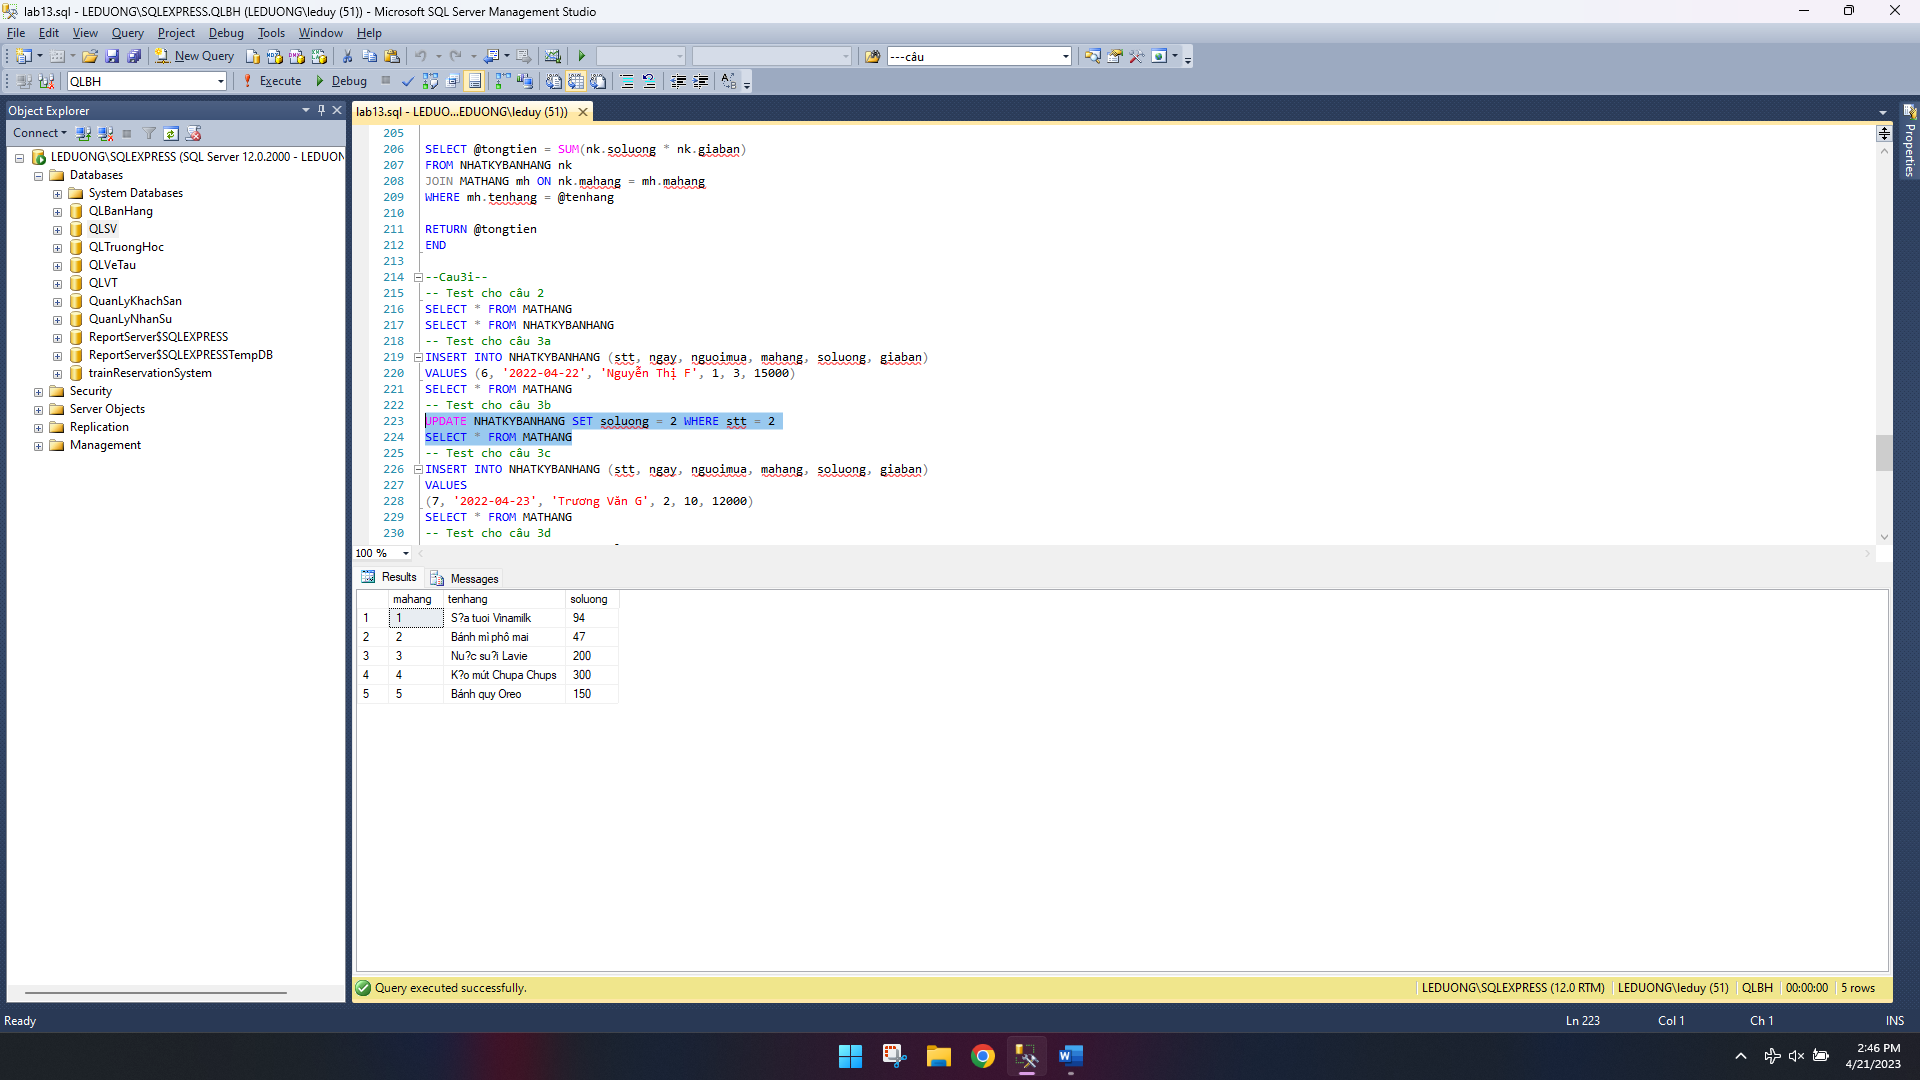 lab13.sql - LEDUONG\SQLEXPRESS.QLBH (LEDUONG\leduy (51)) - Microsoft SQL Server Management Studio
File Edit View Query Project Debug Tools Window Help
New Query ---câu
QLBH Execute Debug
Object Explorer
Connect
LEDUONG\SQLEXPRESS (SQL Server 12.0.2000 - LEDUON
Databases
System Databases
QLBanHang
QLSV
QLTruongHoc
QLVeTau
QLVT
QuanLyKhachSan
QuanLyNhanSu
ReportServer$SQLEXPRESS
ReportServer$SQLEXPRESSTempDB
trainReservationSystem
Security
Server Objects
Replication
Management
lab13.sql - LEDUO...EDUONG\leduy (51))
205
206 SELECT @tongtien = SUM(nk.soluong * nk.giaban)
207 FROM NHATKYBANHANG nk
208 JOIN MATHANG mh ON nk.mahang = mh.mahang
209 WHERE mh.tenhang = @tenhang
210
211 RETURN @tongtien
212 END
213
214 --Cau3i--
215 -- Test cho câu 2
216 SELECT * FROM MATHANG
217 SELECT * FROM NHATKYBANHANG
218 -- Test cho câu 3a
219 INSERT INTO NHATKYBANHANG (stt, ngay, nguoimua, mahang, soluong, giaban)
220 VALUES (6, '2022-04-22', 'Nguyễn Thị F', 1, 3, 15000)
221 SELECT * FROM MATHANG
222 -- Test cho câu 3b
223 UPDATE NHATKYBANHANG SET soluong = 2 WHERE stt = 2
224 SELECT * FROM MATHANG
225 -- Test cho câu 3c
226 INSERT INTO NHATKYBANHANG (stt, ngay, nguoimua, mahang, soluong, giaban)
227 VALUES
228 (7, '2022-04-23', 'Trương Văn G', 2, 10, 12000)
229 SELECT * FROM MATHANG
230 -- Test cho câu 3d
100 %
Results Messages
mahang tenhang soluong
1 1 S?a tuoi Vinamilk 94
2 2 Bánh mì phô mai 47
3 3 Nu?c su?i Lavie 200
4 4 K?o mút Chupa Chups 300
5 5 Bánh quy Oreo 150
Query executed successfully. LEDUONG\SQLEXPRESS (12.0 RTM) LEDUONG\leduy (51) QLBH 00:00:00 5 rows
Ready Ln 223 Col 1 Ch 1 INS
2:46 PM
4/21/2023
Properties